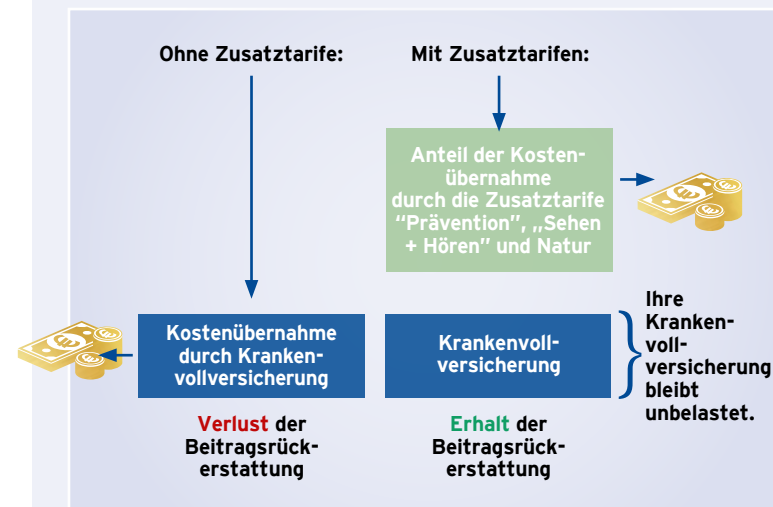 Ohne Zusatztarife:
Mit Zusatztarifen:
Anteil der Kosten-
übernahme
durch die Zusatztarife
“Prävention”, „Sehen
+ Hören” und Natur
Kostenübernahme
durch Kranken-
vollversicherung
Krankenvoll-
versicherung
Ihre
Kranken-
voll-
versicherung
bleibt
unbelastet.
Verlust der
Beitragsrück-
erstattung
Erhalt der
Beitragsrück-
erstattung